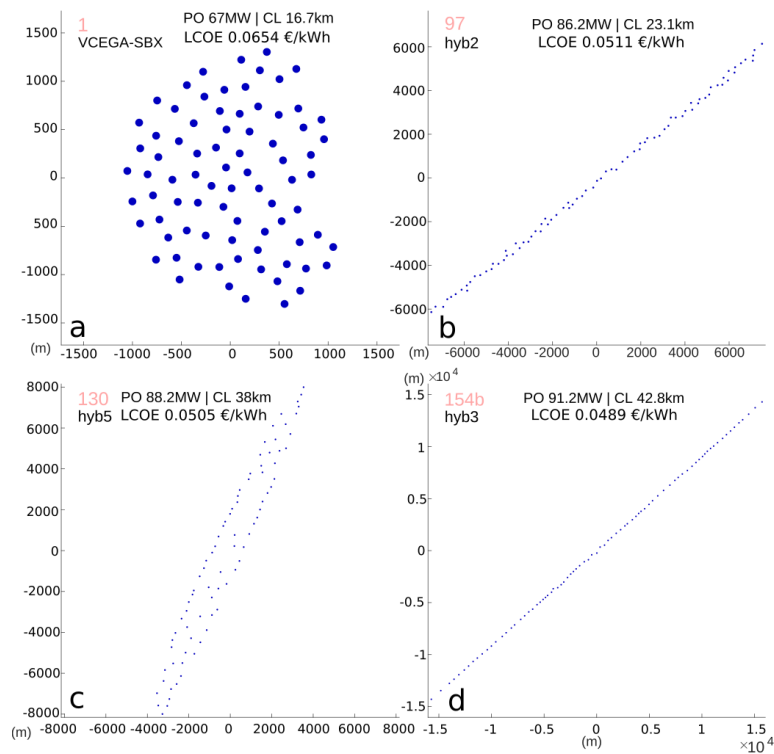 1
VCEGA-SBX
PO 67MW | CL 16.7km
LCOE 0.0654 €/kWh
1500
1000
500
0
500
-1000
-1500
a
(m)
-1500
-1000
-500
0
500
1000
1500
97
hyb2
PO 86.2MW | CL 23.1km
LCOE 0.0511 €/kWh
6000
4000
2000
0
-2000
-4000
-6000
b
(m)
-6000
-4000
-2000
0
2000
4000
6000
130
hyb5
PO 88.2MW | CL 38km
LCOE 0.0505 €/kWh
8000
6000
4000
2000
0
-2000
-4000
-6000
-8000
c
(m)
-8000
-6000
-4000
-2000
0
2000
4000
6000
8000
(m) ×10⁴
154b
hyb3
PO 91.2MW | CL 42.8km
LCOE 0.0489 €/kWh
1.5
1
0.5
0
-0.5
-1
-1.5
d
-1.5
-1
-0.5
0
0.5
1
1.5
(m)
×10⁴